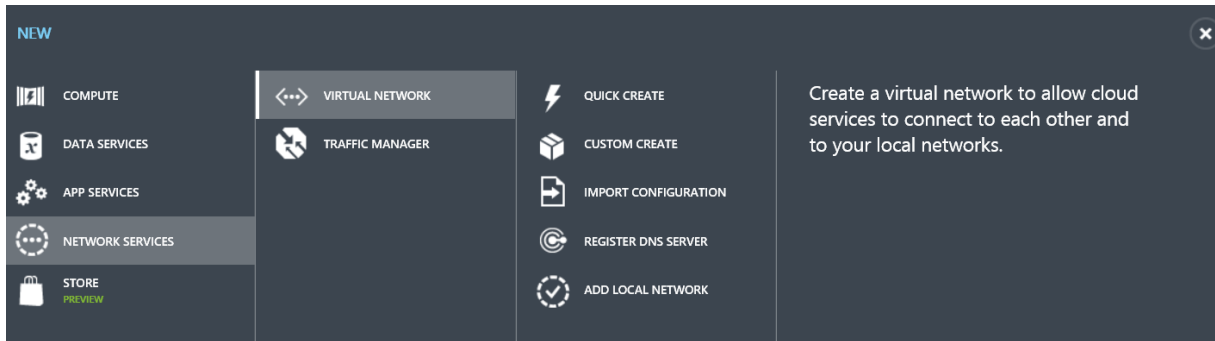 NEW
COMPUTE
DATA SERVICES
APP SERVICES
NETWORK SERVICES
STORE
PREVIEW
VIRTUAL NETWORK
TRAFFIC MANAGER
QUICK CREATE
CUSTOM CREATE
IMPORT CONFIGURATION
REGISTER DNS SERVER
ADD LOCAL NETWORK
Create a virtual network to allow cloud
services to connect to each other and
to your local networks.